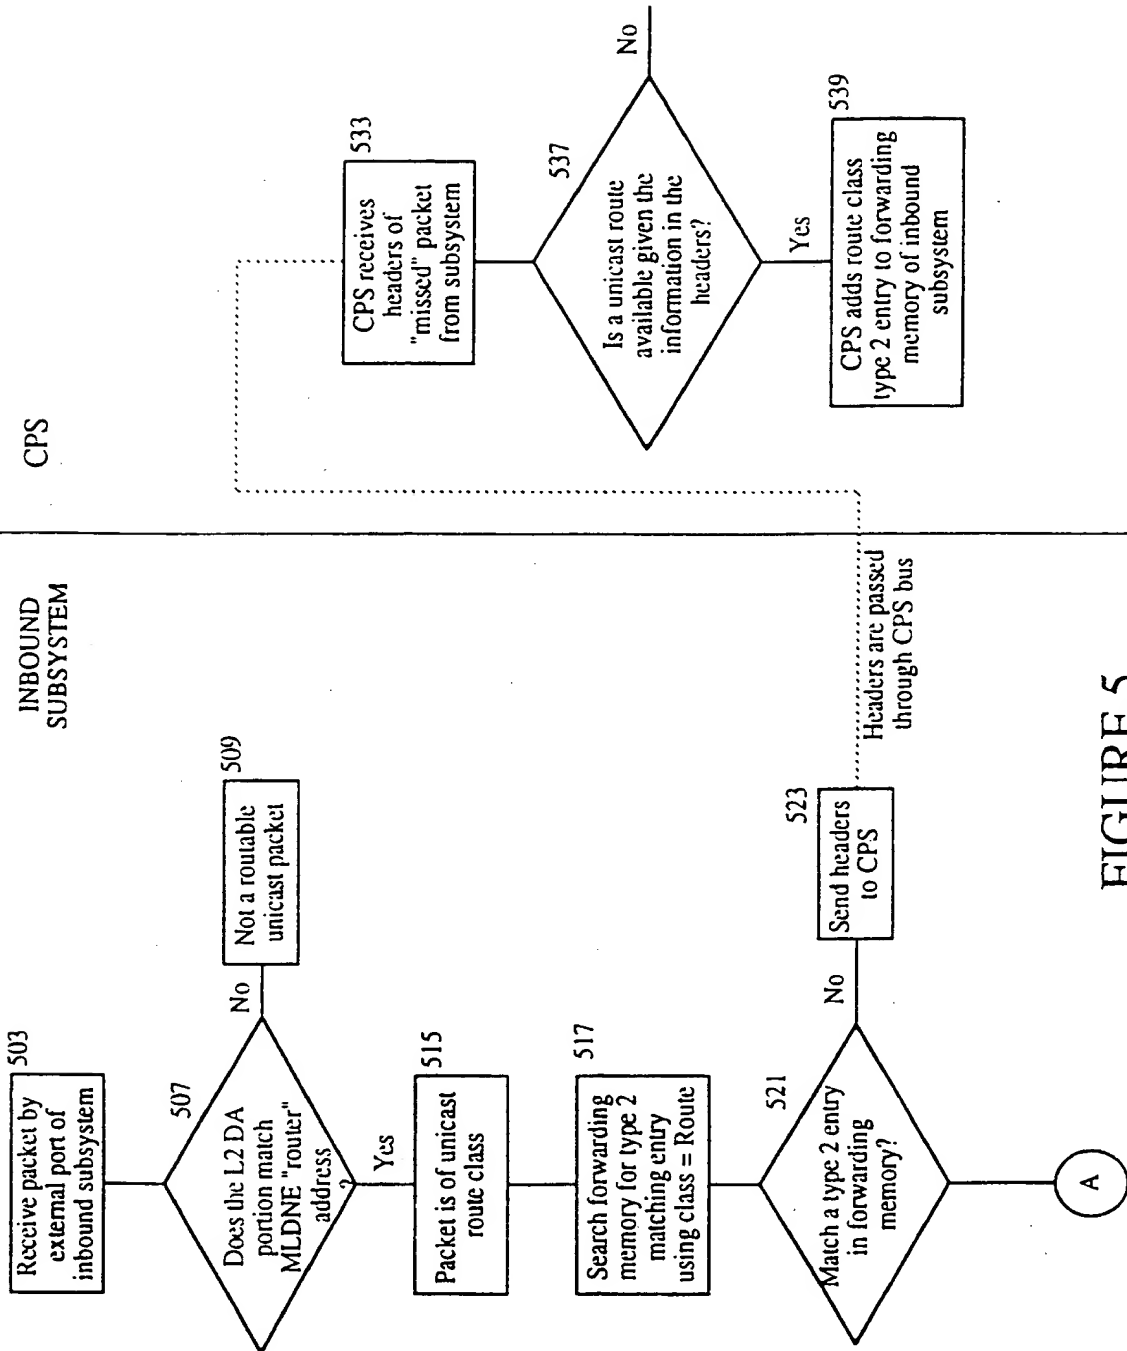 INBOUND
SUBSYSTEM
CPS
503
Receive packet by
external port of
inbound subsystem
507
Does the L2 DA
portion match
MLDNE "router"
address
?
No
509
Not a routable
unicast packet
Yes
515
Packet is of unicast
route class
517
Search forwarding
memory for type 2
matching entry
using class = Route
521
Match a type 2 entry
in forwarding
memory?
No
523
Send headers
to CPS
A
Headers are passed
through CPS bus
533
CPS receives
headers of
"missed" packet
from subsystem
537
Is a unicast route
available given the
information in the
headers?
No
Yes
539
CPS adds route class
type 2 entry to forwarding
memory of inbound
subsystem
FIGURE 5